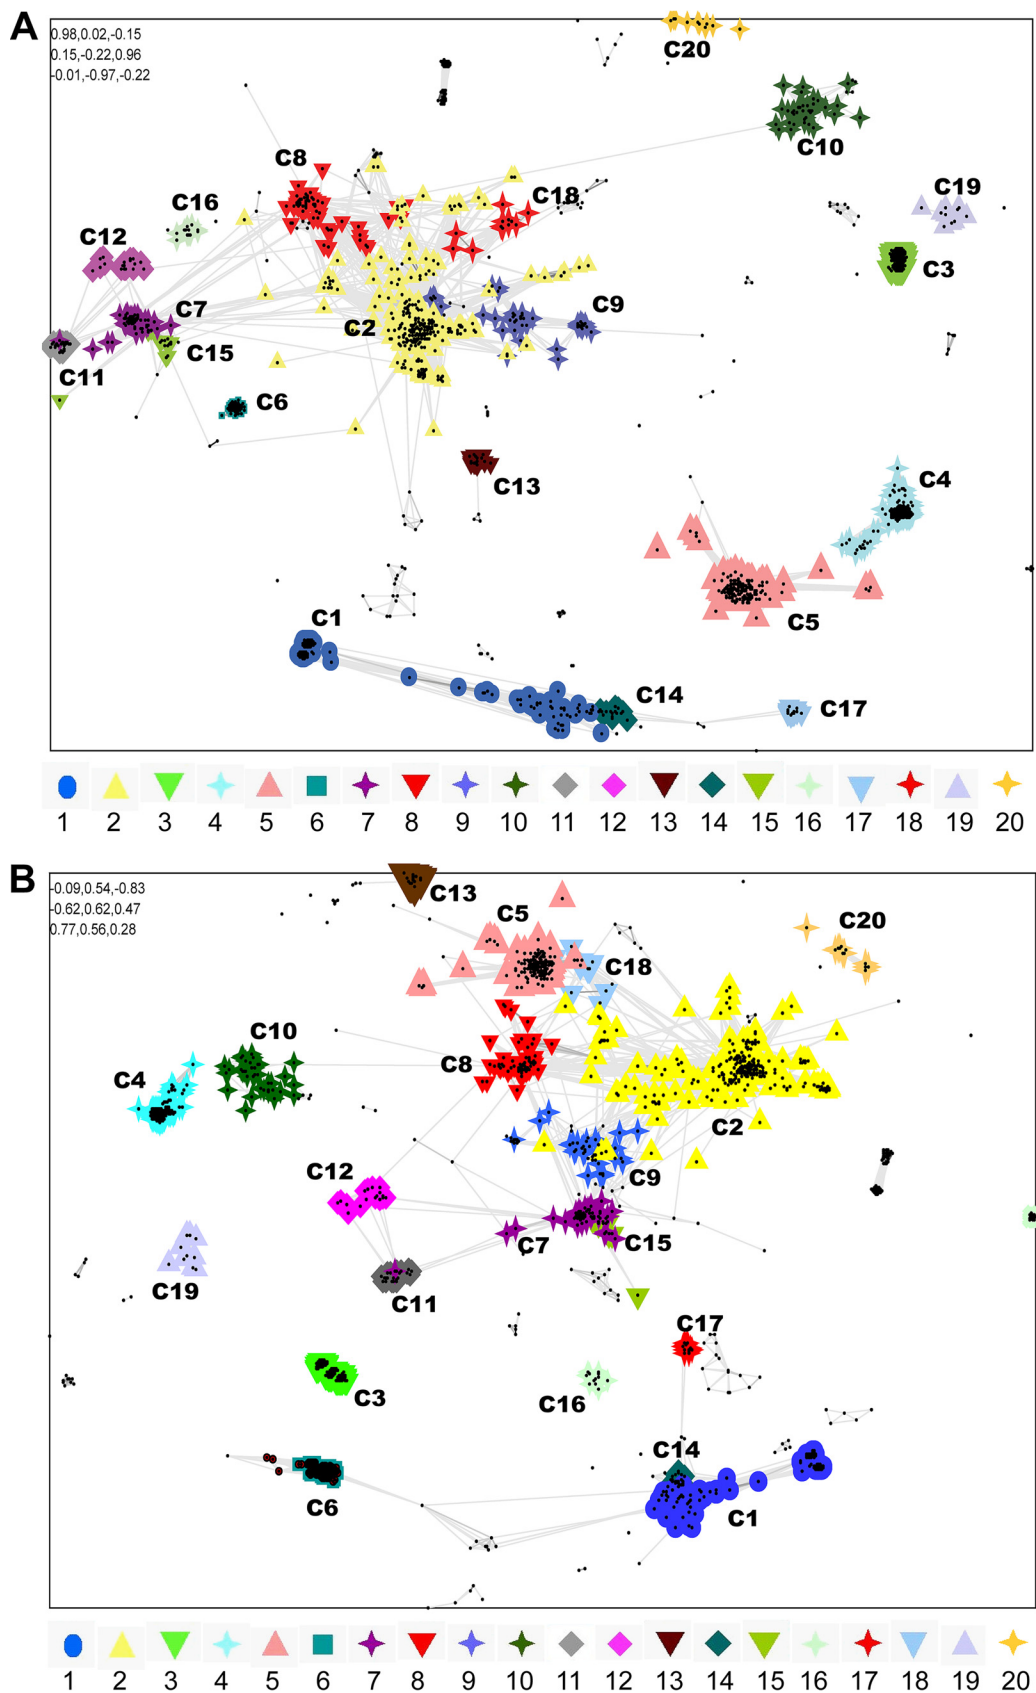 A
0.98,0.02,-0.15
0.15,-0.22,0.96
-0.01,-0.97,-0.22
C20
C10
C8
C18
C16
C19
C12
C3
C7
C2
C9
C15
C11
C6
C13
C4
C5
C1
C14
C17
1 2 3 4 5 6 7 8 9 10 11 12 13 14 15 16 17 18 19 20
B
-0.09,0.54,-0.83
-0.62,0.62,0.47
0.77,0.56,0.28
C13
C5
C20
C18
C10
C8
C4
C2
C12
C9
C7
C15
C19
C11
C17
C3
C16
C14
C6
C1
1 2 3 4 5 6 7 8 9 10 11 12 13 14 15 16 17 18 19 20